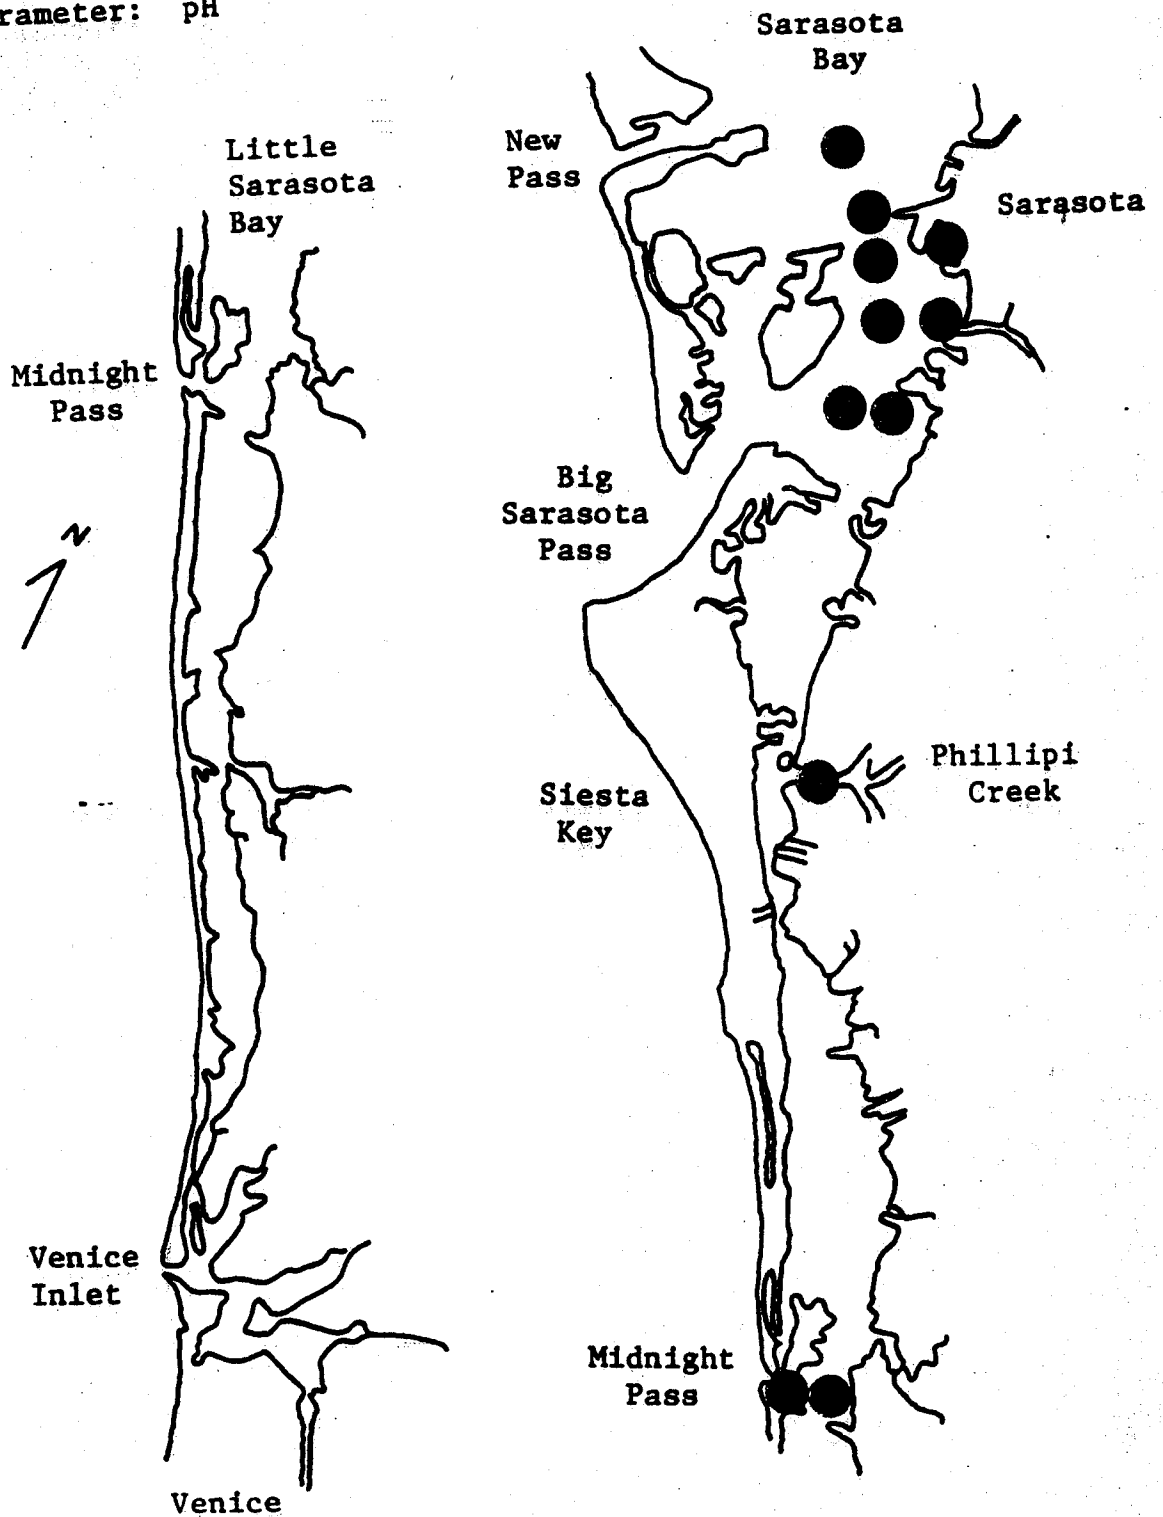 rameter: pH
Sarasota
Bay
Little
Sarasota
Bay
New
Pass
Sarasota
Midnight
Pass
Big
Sarasota
Pass
N
Phillipi
Creek
Siesta
Key
Venice
Inlet
Midnight
Pass
Venice